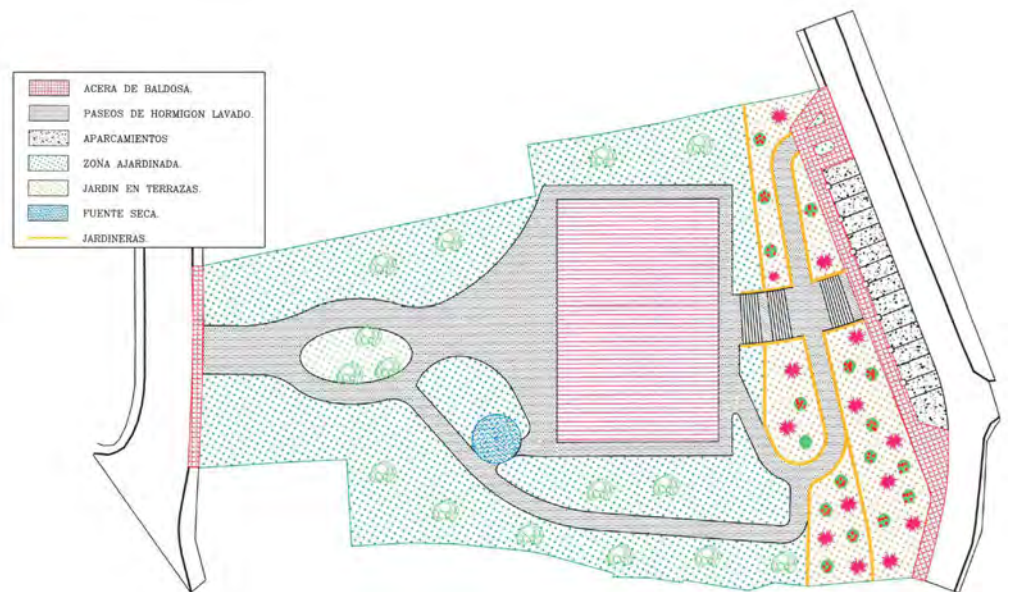 ACERA DE BALDOSA.
PASEOS DE HORMIGON LAVADO.
APARCAMIENTOS
ZONA AJARDINADA.
JARDIN EN TERRAZAS.
FUENTE SECA.
JARDINERAS.